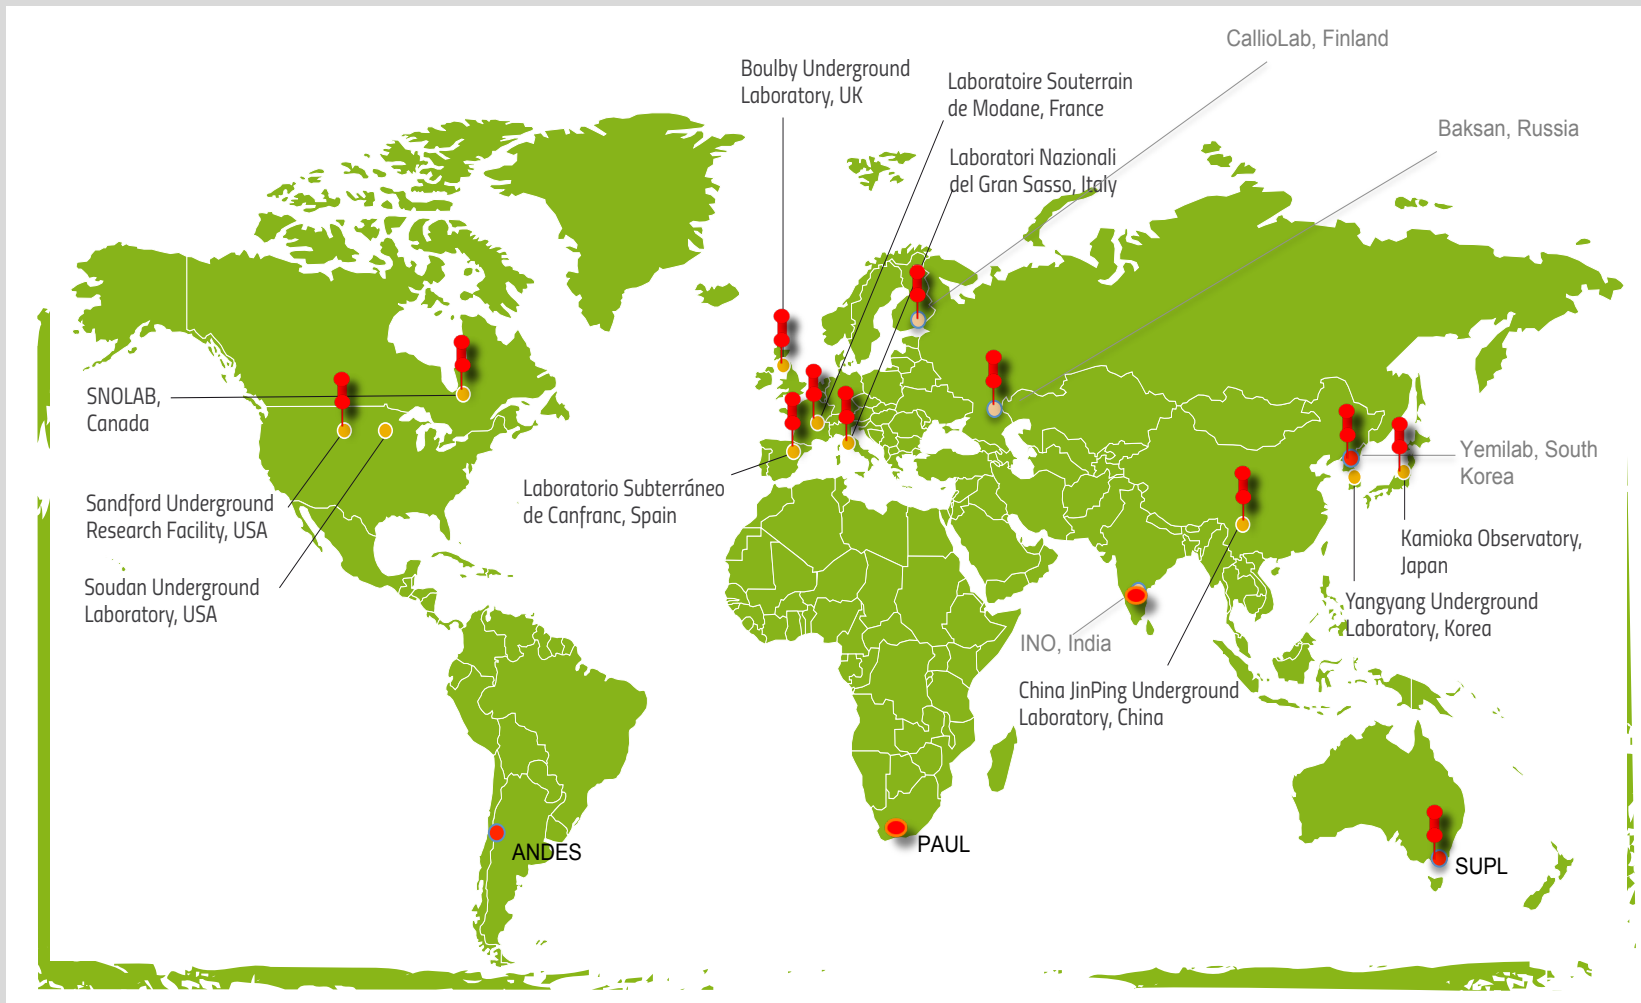 CallioLab, Finland
Boulby Underground
Laboratory, UK
Laboratoire Souterrain
de Modane, France
Baksan, Russia
Laboratori Nazionali
del Gran Sasso, Italy
SNOLAB,
Canada
Yemilab, South
Korea
Sandford Underground
Research Facility, USA
Laboratorio Subterráneo
de Canfranc, Spain
Kamioka Observatory,
Japan
Soudan Underground
Laboratory, USA
Yangyang Underground
Laboratory, Korea
INO, India
China JinPing Underground
Laboratory, China
ANDES
PAUL
SUPL